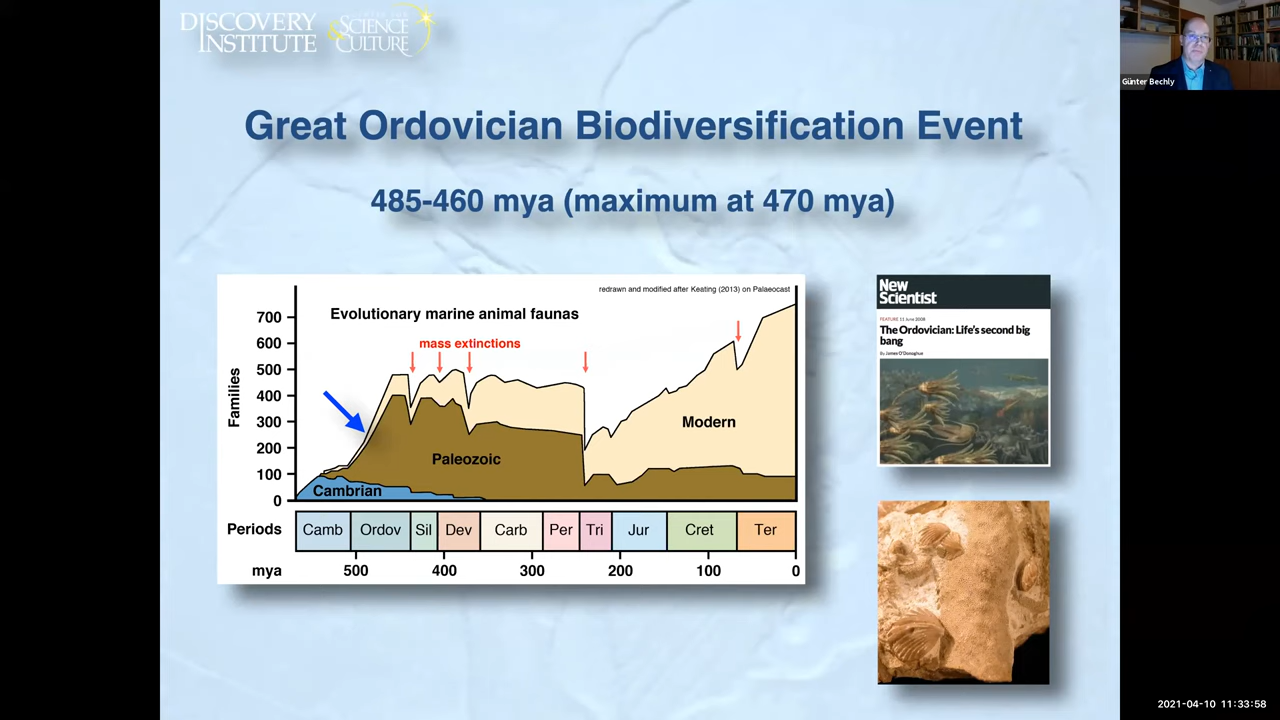 DISCOVERY
INSTITUTE
CENTER FOR
SCIENCE
& CULTURE
Günter Bechly
Great Ordovician Biodiversification Event
485-460 mya (maximum at 470 mya)
redrawn and modified after Keating (2013) on Palaeocast
Evolutionary marine animal faunas
mass extinctions
Families
700
600
500
400
300
200
100
0
Modern
Paleozoic
Cambrian
Periods
Camb
Ordov
Sil
Dev
Carb
Per
Tri
Jur
Cret
Ter
mya
500
400
300
200
100
0
New
Scientist
FEATURE 11 June 2008
The Ordovician: Life's second big
bang
By James O'Donoghue
2021-04-10 11:33:58